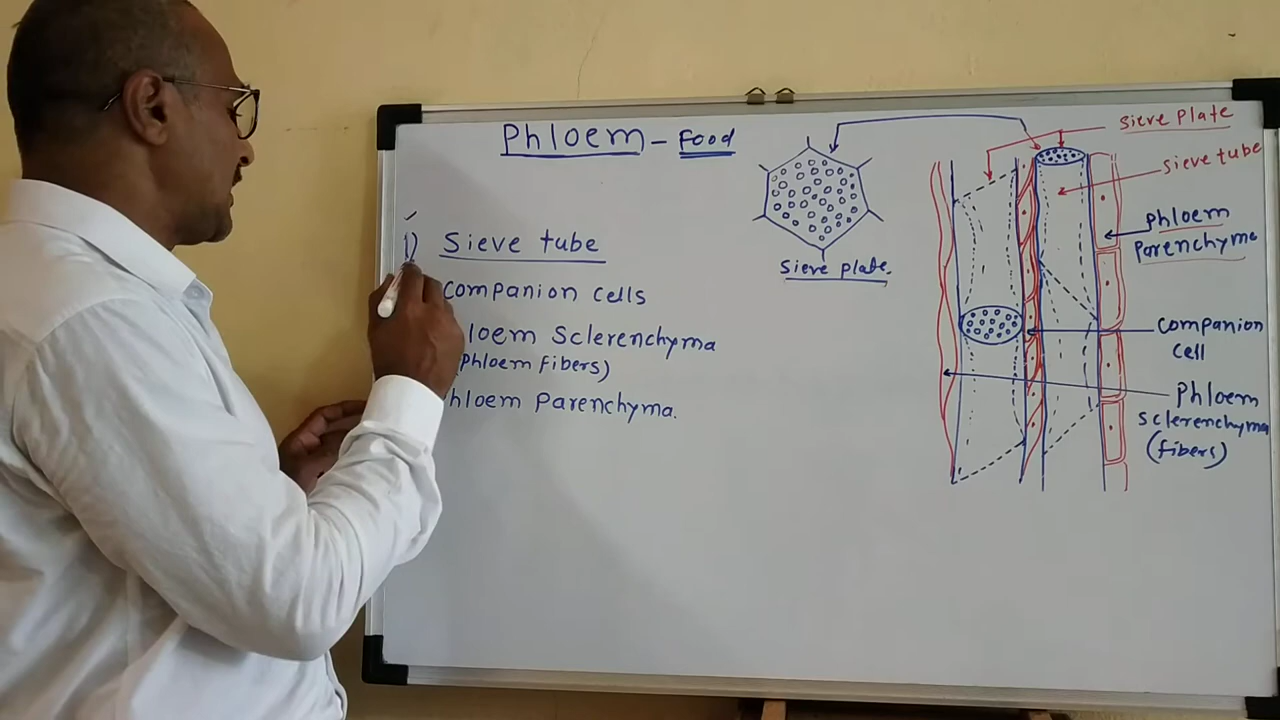 Phloem - Food
1) Sieve tube
Companion cells
loem Sclerenchyma
(Phloem Fibers)
hloem Parenchyma.
Sieve plate.
Sieve Plate
Sieve tube
Phloem
Parenchyma
Companion
Cell
Phloem
Sclerenchyma
(fibers)